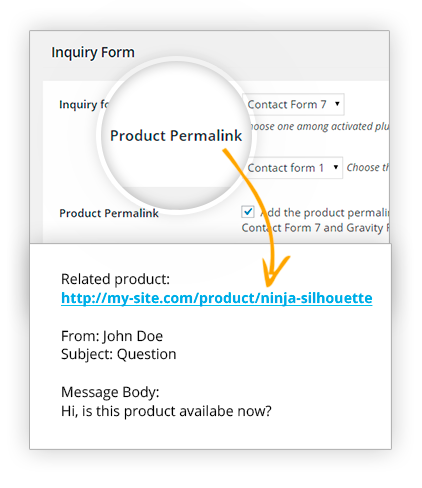 Inquiry Form
Inquiry fo
Contact Form 7
hoose one among activated plu
Product Permalink
Contact form 1 Choose th
Product Permalink
Add the product permalin
Contact Form 7 and Gravity F
Related product:
http://my-site.com/product/ninja-silhouette
From: John Doe
Subject: Question
Message Body:
Hi, is this product availabe now?